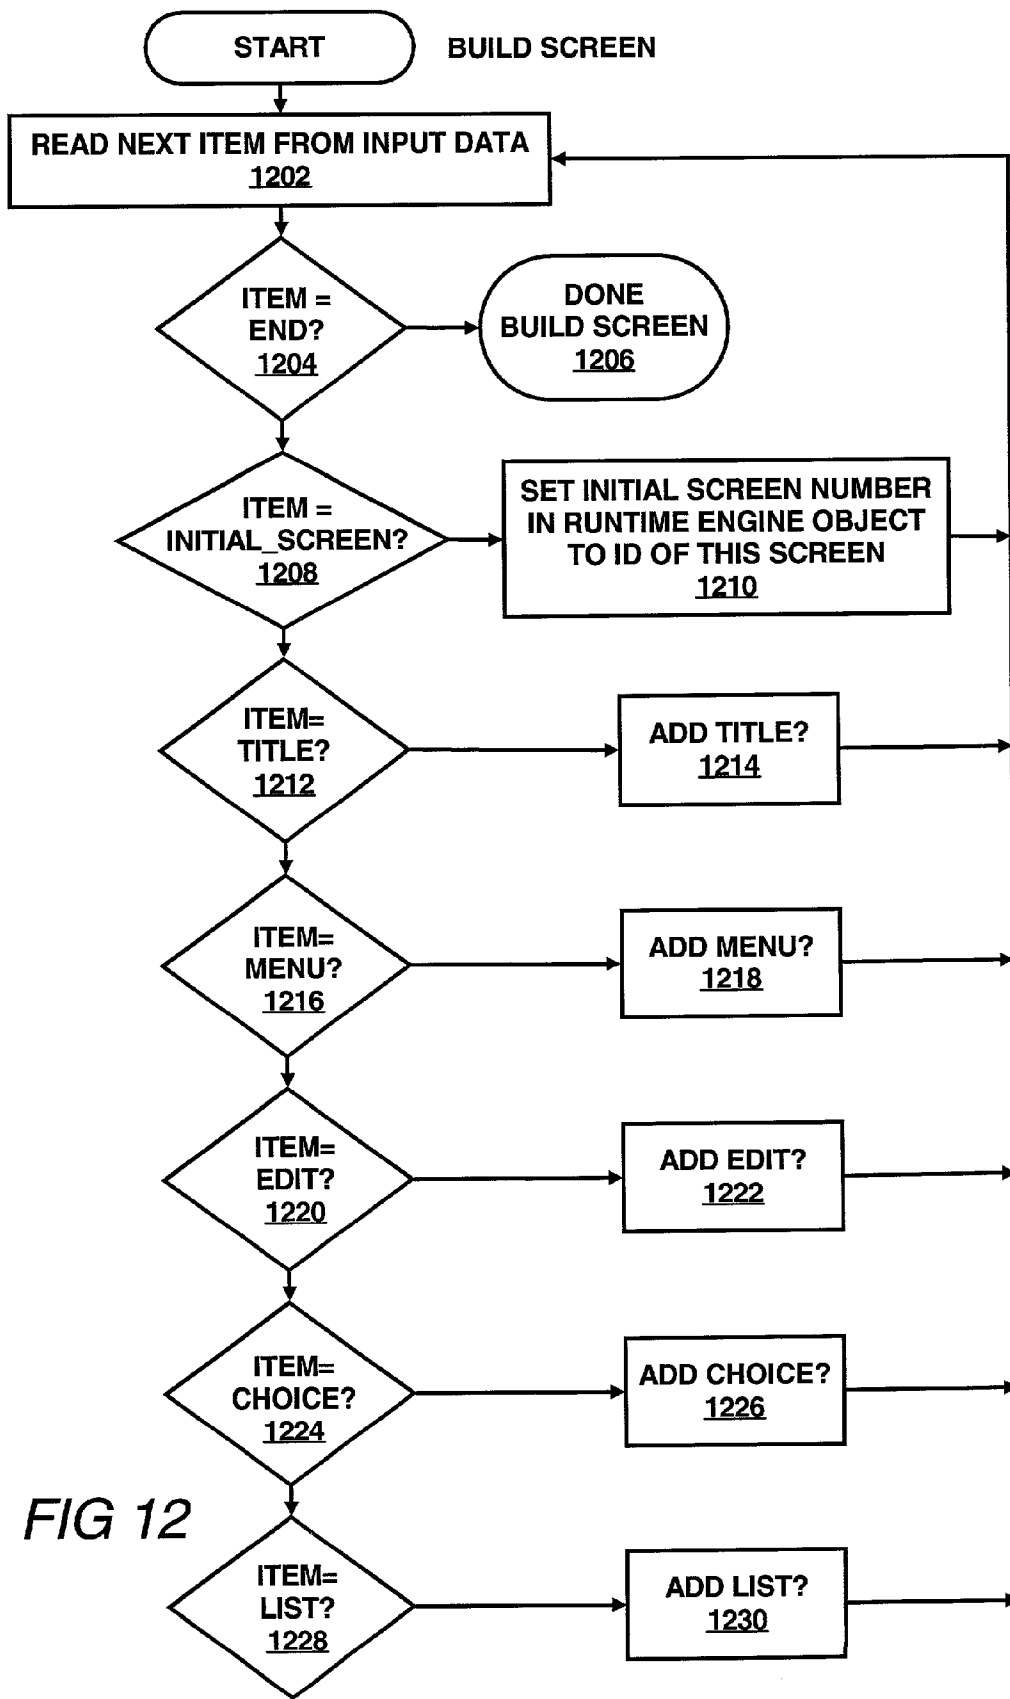 START
BUILD SCREEN
READ NEXT ITEM FROM INPUT DATA
1202
ITEM =
END?
1204
DONE
BUILD SCREEN
1206
ITEM =
INITIAL_SCREEN?
1208
SET INITIAL SCREEN NUMBER
IN RUNTIME ENGINE OBJECT
TO ID OF THIS SCREEN
1210
ITEM=
TITLE?
1212
ADD TITLE?
1214
ITEM=
MENU?
1216
ADD MENU?
1218
ITEM=
EDIT?
1220
ADD EDIT?
1222
ITEM=
CHOICE?
1224
ADD CHOICE?
1226
FIG 12
ITEM=
LIST?
1228
ADD LIST?
1230